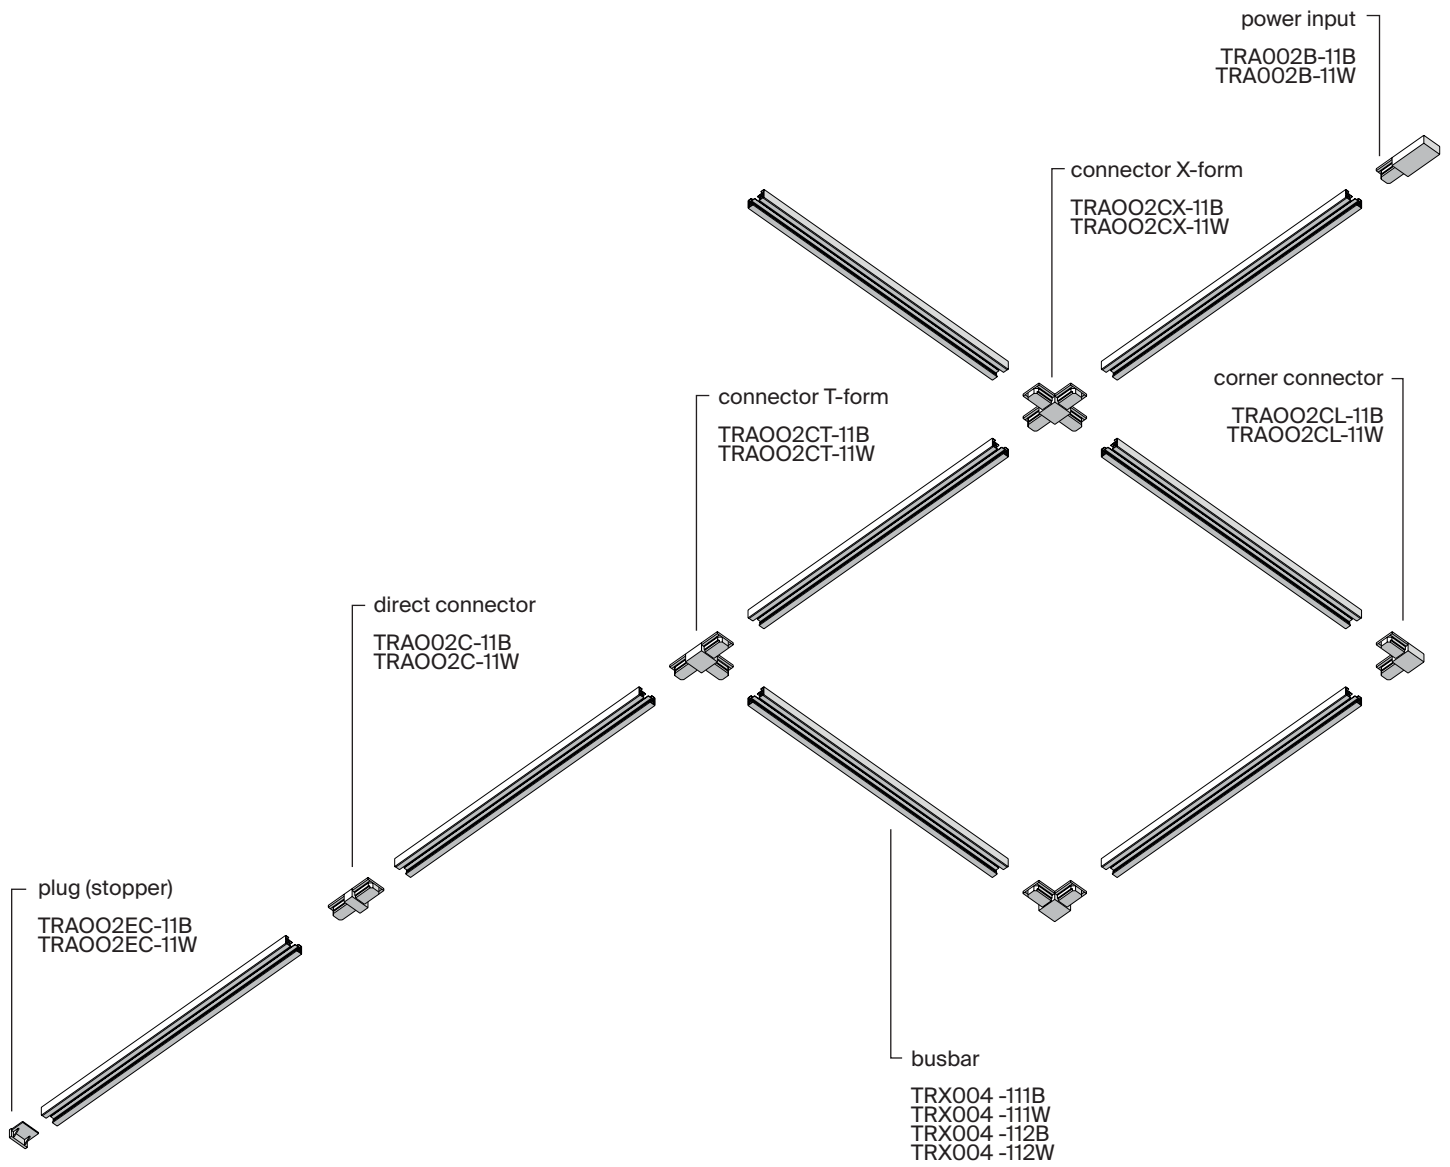 power input
TRA002B-11B
TRA002B-11W
connector X-form
TRAOO2CX-11B
TRAOO2CX-11W
corner connector
TRAOO2CL-11B
TRAOO2CL-11W
connector T-form
TRAOO2CT-11B
TRAOO2CT-11W
direct connector
TRAO02C-11B
TRAOO2C-11W
plug (stopper)
TRAOO2EC-11B
TRAOO2EC-11W
busbar
TRX004 -111B
TRX004 -111W
TRX004 -112B
TRX004 -112W